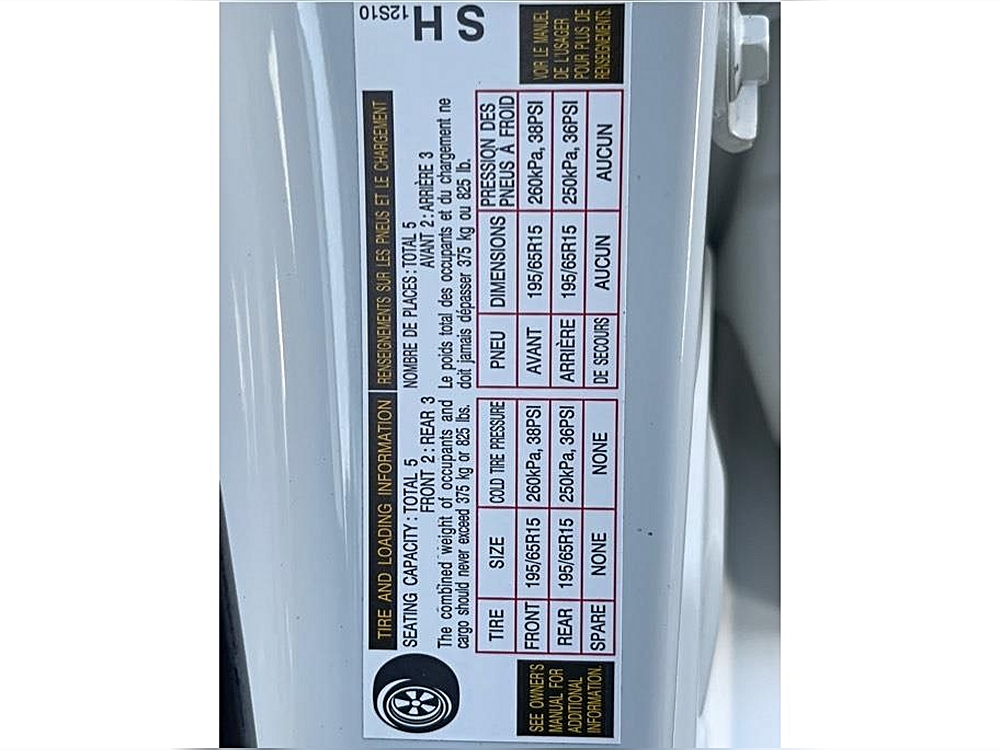 TIRE AND LOADING INFORMATION
SEATING CAPACITY: TOTAL 5
FRONT 2: REAR 3
The combined weight of occupants and
cargo should never exceed 375 kg or 825 lbs.
TIRE SIZE COLD TIRE PRESSURE
FRONT 195/65R15 260kPa, 38PSI
REAR 195/65R15 250kPa, 36PSI
SPARE NONE NONE
SEE OWNER'S
MANUAL FOR
ADDITIONAL
INFORMATION.
RENSEIGNEMENTS SUR LES PNEUS ET LE CHARGEMENT
NOMBRE DE PLACES: TOTAL 5
AVANT 2: ARRIÈRE 3
Le poids total des occupants et du chargement ne
doit jamais dépasser 375 kg ou 825 lb.
PNEU DIMENSIONS PRESSION DES
PNEUS À FROID
AVANT 195/65R15 260kPa, 38PSI
ARRIÈRE 195/65R15 250kPa, 36PSI
DE SECOURS AUCUN AUCUN
VOIR LE MANUEL
DE L'USAGER
POUR PLUS DE
RENSEIGNEMENTS.
12S10
S H